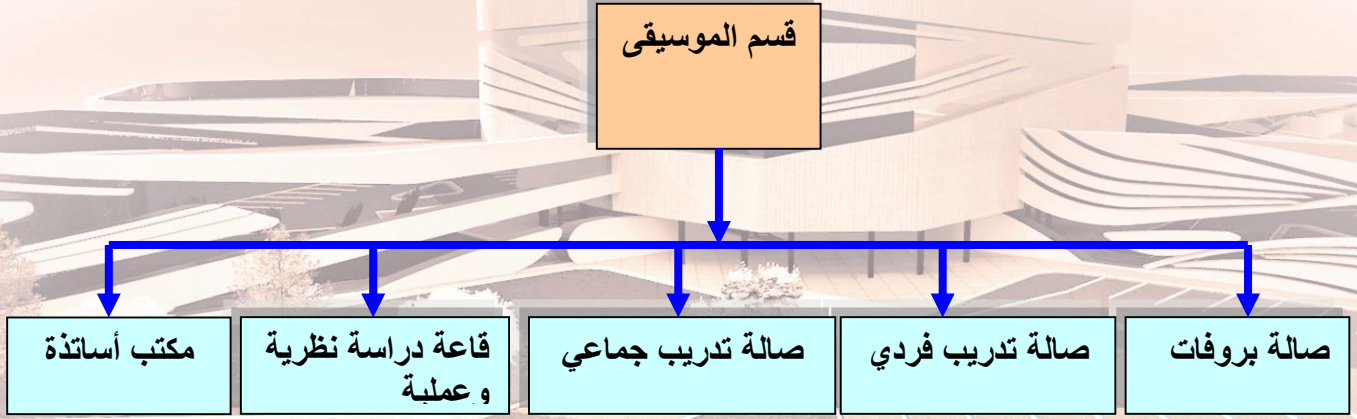 قسم الموسيقى
صالة بروفات
صالة تدريب فردي
صالة تدريب جماعي
قاعة دراسة نظرية
وعملية
مكتب أساتذة